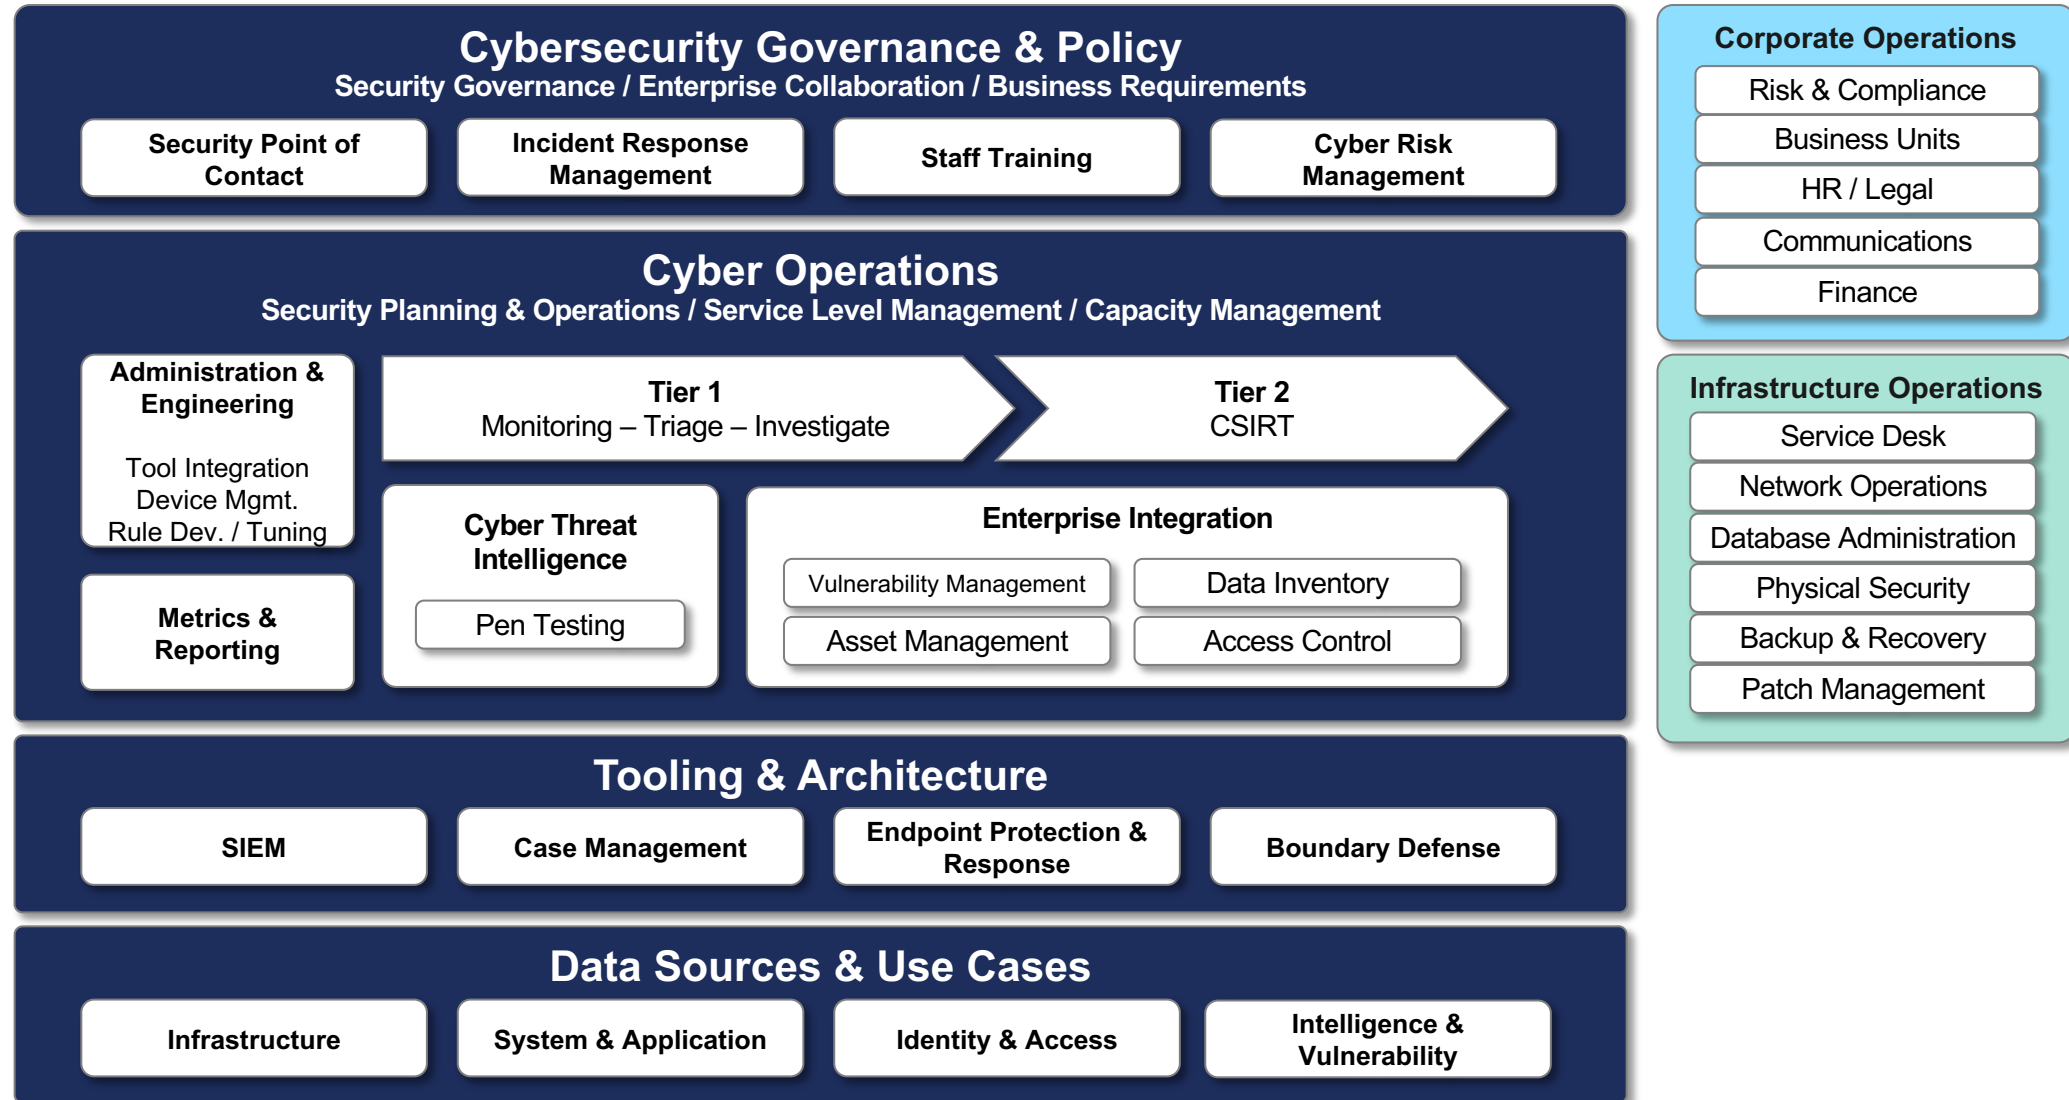 Cybersecurity Governance & Policy
Security Governance / Enterprise Collaboration / Business Requirements
Security Point of
Contact
Incident Response
Management
Staff Training
Cyber Risk
Management
Cyber Operations
Security Planning & Operations / Service Level Management / Capacity Management
Administration &
Engineering
Tool Integration
Device Mgmt.
Rule Dev. / Tuning
Metrics &
Reporting
Tier 1
Monitoring – Triage – Investigate
Tier 2
CSIRT
Cyber Threat
Intelligence
Pen Testing
Enterprise Integration
Vulnerability Management
Data Inventory
Asset Management
Access Control
Tooling & Architecture
SIEM
Case Management
Endpoint Protection &
Response
Boundary Defense
Data Sources & Use Cases
Infrastructure
System & Application
Identity & Access
Intelligence &
Vulnerability
Corporate Operations
Risk & Compliance
Business Units
HR / Legal
Communications
Finance
Infrastructure Operations
Service Desk
Network Operations
Database Administration
Physical Security
Backup & Recovery
Patch Management